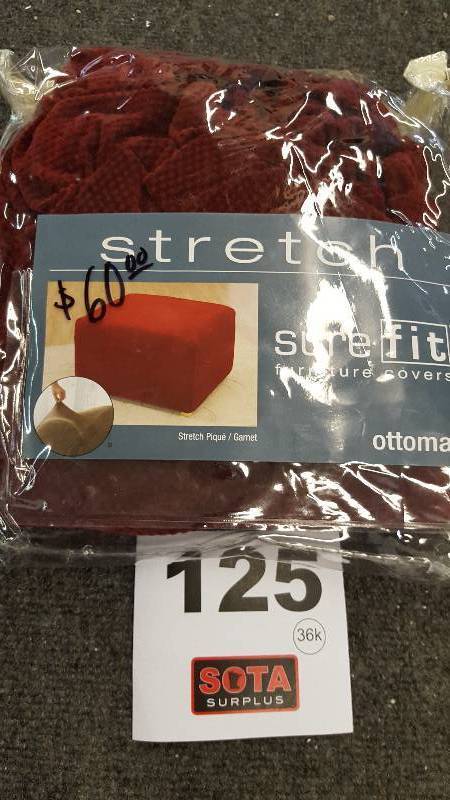 stretch
$60.00
sure fit
furniture covers
Stretch Piqué / Garnet
ottoma
125
36k
SOTA
SURPLUS